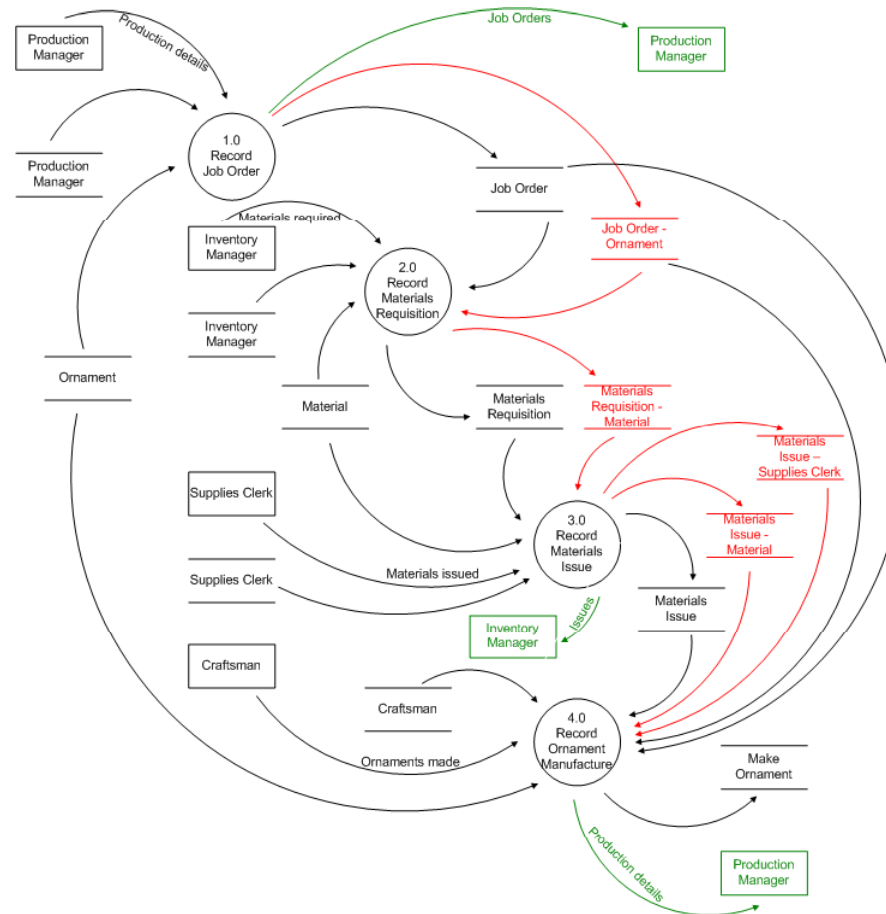 Production
Manager
Production details
Job Orders
Production
Manager
1.0
Record
Job Order
Production
Manager
Job Order
Materials required
Inventory
Manager
Job Order -
Ornament
2.0
Record
Materials
Requisition
Inventory
Manager
Ornament
Material
Materials
Requisition
Materials
Requisition -
Material
Materials
Issue –
Supplies Clerk
Supplies Clerk
3.0
Record
Materials
Issue
Materials
Issue -
Material
Materials issued
Supplies Clerk
Materials
Issue
Issues
Inventory
Manager
Craftsman
Craftsman
4.0
Record
Ornament
Manufacture
Ornaments made
Make
Ornament
Production details
Production
Manager